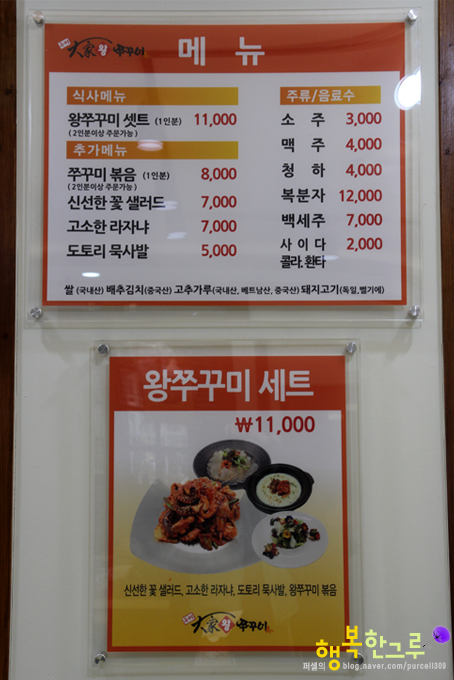 大家왕쭈꾸미 메 뉴
식사메뉴
왕쭈꾸미 셋트 (1인분) 11,000
( 2인분이상 주문가능 )
추가메뉴
쭈꾸미 볶음 (1인분) 8,000
( 2인분이상 주문가능 )
신선한 꽃 샐러드 7,000
고소한 라자냐 7,000
도토리 묵사발 5,000
주류/음료수
소 주 3,000
맥 주 4,000
청 하 4,000
복분자 12,000
백세주 7,000
사 이 다 2,000
콜라.환타
쌀 (국내산) 배추김치(중국산) 고추가루(국내산, 베트남산, 중국산) 돼지고기(독일,벨기에)
왕쭈꾸미 세트
₩11,000
신선한 꽃 샐러드, 고소한 라자냐, 도토리 묵사발, 왕쭈꾸미 볶음
大家왕쭈꾸미
행복한그루
퍼셀의 blog.naver.com/purcell309